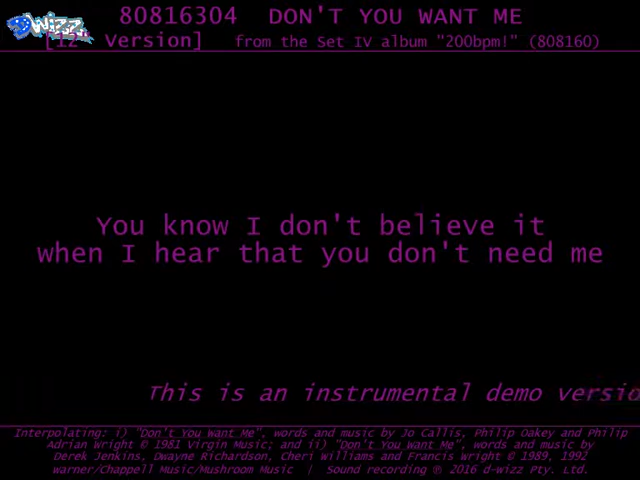 80816304 DON'T YOU WANT ME
d-wizz
[12" Version] from the Set IV album "200bpm!" (808160)
You know I don't believe it
when I hear that you don't need me
This is an instrumental demo versio
Interpolating: i) "Don't You Want Me", words and music by Jo Callis, Philip Oakey and Philip
Adrian Wright © 1981 Virgin Music; and ii) "Don't You Want Me", words and music by
Derek Jenkins, Dwayne Richardson, Cheri Williams and Francis Wright © 1989, 1992
Warner/Chappell Music/Mushroom Music | Sound recording ℗ 2016 d-wizz Pty. Ltd.